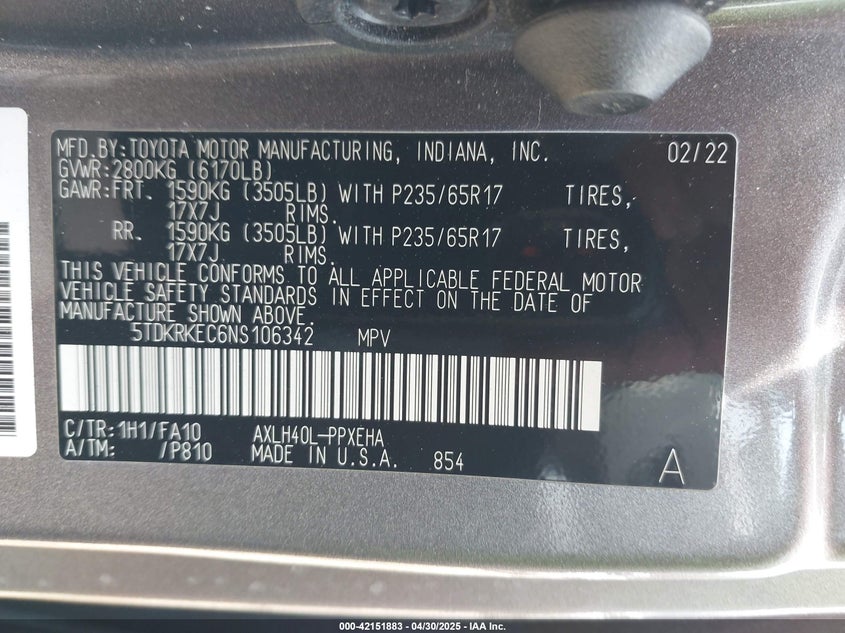 MFD.BY:TOYOTA MOTOR MANUFACTURING, INDIANA, INC. 02/22
GVWR:2800KG (6170LB)
GAWR:FRT. 1590KG (3505LB) WITH P235/65R17 TIRES,
17X7J RIMS.
RR. 1590KG (3505LB) WITH P235/65R17 TIRES,
17X7J RIMS.
THIS VEHICLE CONFORMS TO ALL APPLICABLE FEDERAL MOTOR
VEHICLE SAFETY STANDARDS IN EFFECT ON THE DATE OF
MANUFACTURE SHOWN ABOVE.
5TDKRKEC6NS106342 MPV
C/TR:1H1/FA10 AXLH40L-PPXEHA
A/TM: /P810 MADE IN U.S.A. 854
A
000-42151883 - 04/30/2025 - IAA Inc.